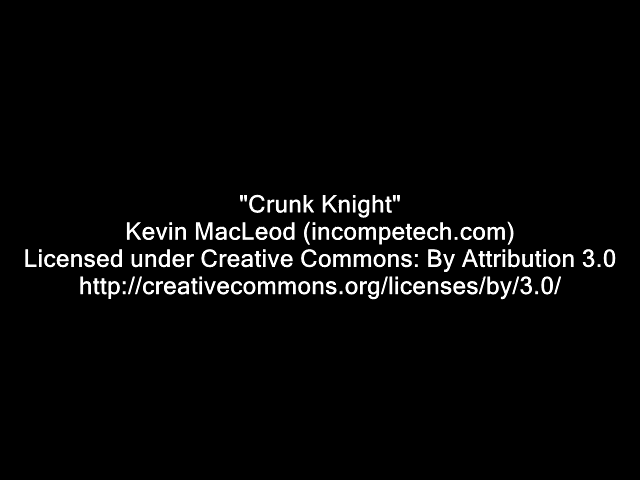 "Crunk Knight"
Kevin MacLeod (incompetech.com)
Licensed under Creative Commons: By Attribution 3.0
http://creativecommons.org/licenses/by/3.0/